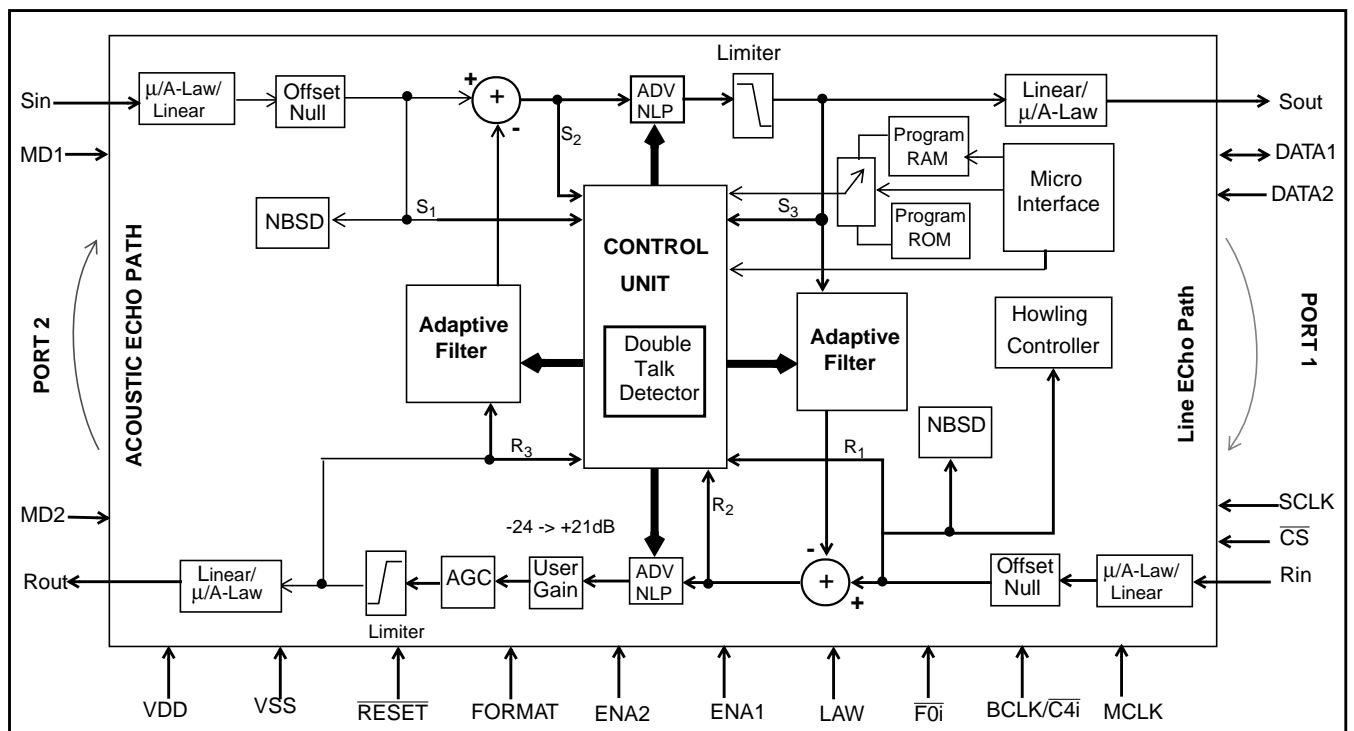 Limiter
μ/A-Law/
Linear
Offset
Null
+
+
-
ADV
NLP
Linear/
μ/A-Law
Sin
Sout
MD1
DATA1
DATA2
S2
Program
RAM
Micro
Interface
Program
ROM
NBSD
S1
S3
CONTROL
UNIT
Double
Talk
Detector
Adaptive
Filter
Adaptive
Filter
Howling
Controller
PORT 2
ACOUSTIC ECHO PATH
Line ECho Path
PORT 1
NBSD
R3
R1
R2
MD2
SCLK
CS
-24 -> +21dB
Rout
Linear/
μ/A-Law
Limiter
AGC
User
Gain
ADV
NLP
-
+
+
Offset
Null
μ/A-Law/
Linear
Rin
VDD
VSS
RESET
FORMAT
ENA2
ENA1
LAW
F0i
BCLK/C4i
MCLK